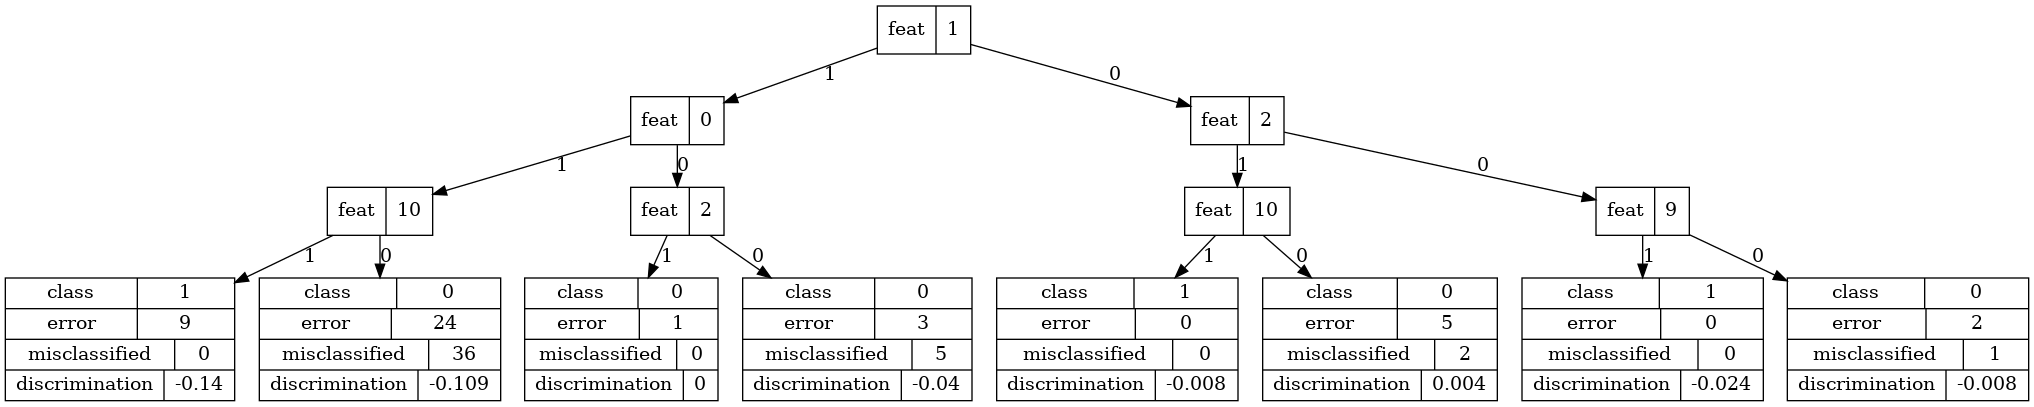 feat 1
1 0
feat 0 feat 2
1 0 1 0
feat 10 feat 2 feat 10 feat 9
1 0 1 0 1 0 1 0
class 1 class 0 class 0 class 0 class 1 class 0 class 1 class 0
error 9 error 24 error 1 error 3 error 0 error 5 error 0 error 2
misclassified 0 misclassified 36 misclassified 0 misclassified 5 misclassified 0 misclassified 2 misclassified 0 misclassified 1
discrimination -0.14 discrimination -0.109 discrimination 0 discrimination -0.04 discrimination -0.008 discrimination 0.004 discrimination -0.024 discrimination -0.008